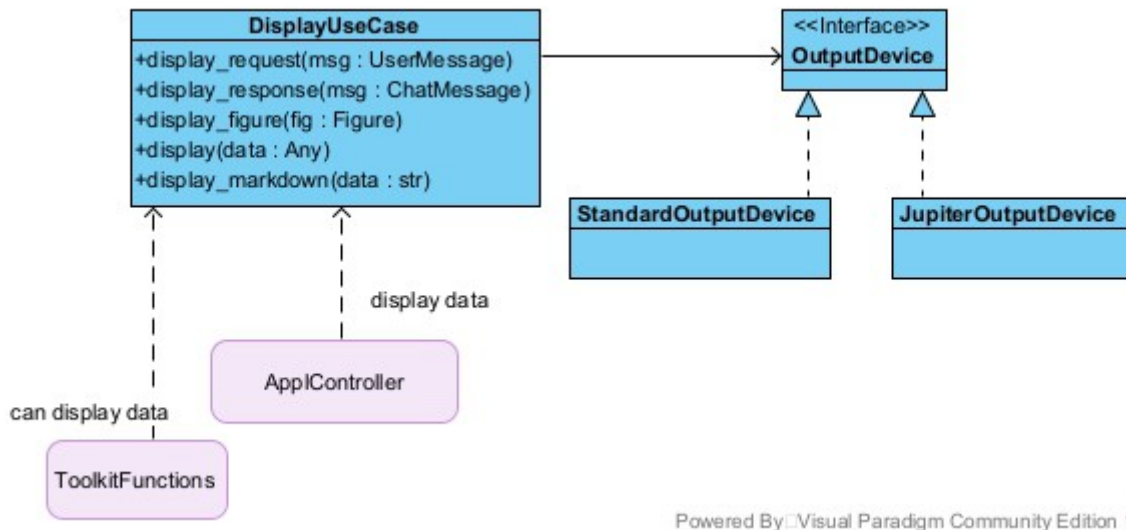 DisplayUseCase
+display_request(msg : UserMessage)
+display_response(msg : ChatMessage)
+display_figure(fig : Figure)
+display(data : Any)
+display_markdown(data : str)
<<Interface>>
OutputDevice
StandardOutputDevice
JupiterOutputDevice
display data
ApplController
can display data
ToolkitFunctions
Powered By Visual Paradigm Community Edition